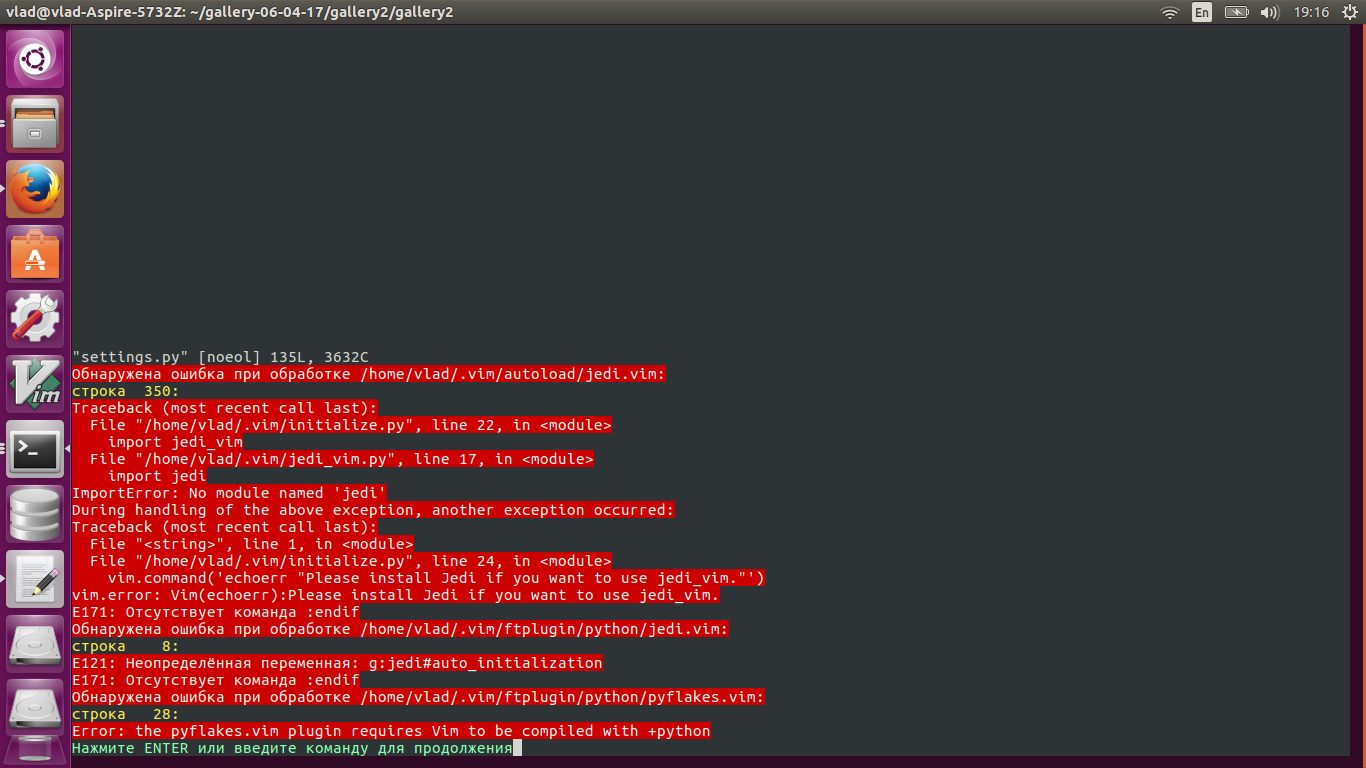 vlad@vlad-Aspire-5732Z: ~/gallery-06-04-17/gallery2/gallery2
En
19:16
"settings.py" [noeol] 135L, 3632C
Обнаружена ошибка при обработке /home/vlad/.vim/autoload/jedi.vim:
строка  350:
Traceback (most recent call last):
  File "/home/vlad/.vim/initialize.py", line 22, in <module>
    import jedi_vim
  File "/home/vlad/.vim/jedi_vim.py", line 17, in <module>
    import jedi
ImportError: No module named 'jedi'
During handling of the above exception, another exception occurred:
Traceback (most recent call last):
  File "<string>", line 1, in <module>
  File "/home/vlad/.vim/initialize.py", line 24, in <module>
    vim.command('echoerr "Please install Jedi if you want to use jedi_vim."')
vim.error: Vim(echoerr):Please install Jedi if you want to use jedi_vim.
E171: Отсутствует команда :endif
Обнаружена ошибка при обработке /home/vlad/.vim/ftplugin/python/jedi.vim:
строка    8:
E121: Неопределённая переменная: g:jedi#auto_initialization
E171: Отсутствует команда :endif
Обнаружена ошибка при обработке /home/vlad/.vim/ftplugin/python/pyflakes.vim:
строка   28:
Error: the pyflakes.vim plugin requires Vim to be compiled with +python
Нажмите ENTER или введите команду для продолжения
Vim